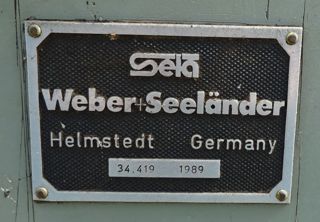 Seta
Weber+Seeländer
Helmstedt Germany
34.419 1989